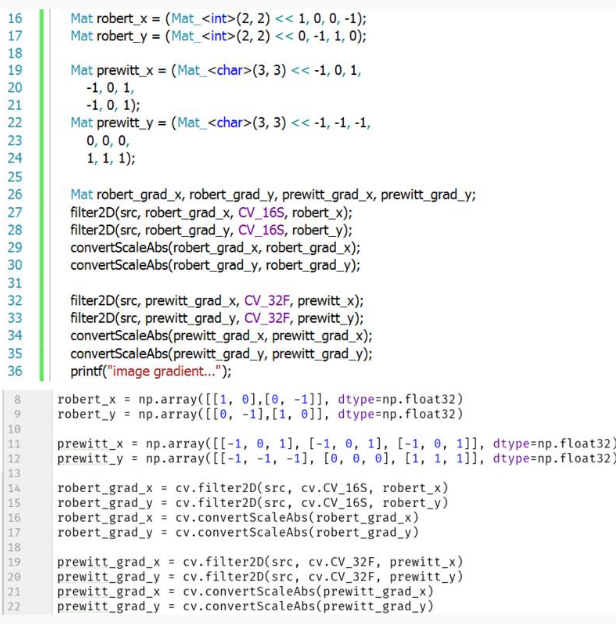 16 Mat robert_x = (Mat_<int>(2, 2) << 1, 0, 0, -1);
17 Mat robert_y = (Mat_<int>(2, 2) << 0, -1, 1, 0);
18
19 Mat prewitt_x = (Mat_<char>(3, 3) << -1, 0, 1,
20 -1, 0, 1,
21 -1, 0, 1);
22 Mat prewitt_y = (Mat_<char>(3, 3) << -1, -1, -1,
23 0, 0, 0,
24 1, 1, 1);
25
26 Mat robert_grad_x, robert_grad_y, prewitt_grad_x, prewitt_grad_y;
27 filter2D(src, robert_grad_x, CV_16S, robert_x);
28 filter2D(src, robert_grad_y, CV_16S, robert_y);
29 convertScaleAbs(robert_grad_x, robert_grad_x);
30 convertScaleAbs(robert_grad_y, robert_grad_y);
31
32 filter2D(src, prewitt_grad_x, CV_32F, prewitt_x);
33 filter2D(src, prewitt_grad_y, CV_32F, prewitt_y);
34 convertScaleAbs(prewitt_grad_x, prewitt_grad_x);
35 convertScaleAbs(prewitt_grad_y, prewitt_grad_y);
36 printf("image gradient...");
8 robert_x = np.array([[1, 0],[0, -1]], dtype=np.float32)
9 robert_y = np.array([[0, -1],[1, 0]], dtype=np.float32)
10
11 prewitt_x = np.array([[-1, 0, 1], [-1, 0, 1], [-1, 0, 1]], dtype=np.float32)
12 prewitt_y = np.array([[-1, -1, -1], [0, 0, 0], [1, 1, 1]], dtype=np.float32)
13
14 robert_grad_x = cv.filter2D(src, cv.CV_16S, robert_x)
15 robert_grad_y = cv.filter2D(src, cv.CV_16S, robert_y)
16 robert_grad_x = cv.convertScaleAbs(robert_grad_x)
17 robert_grad_y = cv.convertScaleAbs(robert_grad_y)
18
19 prewitt_grad_x = cv.filter2D(src, cv.CV_32F, prewitt_x)
20 prewitt_grad_y = cv.filter2D(src, cv.CV_32F, prewitt_y)
21 prewitt_grad_x = cv.convertScaleAbs(prewitt_grad_x)
22 prewitt_grad_y = cv.convertScaleAbs(prewitt_grad_y)